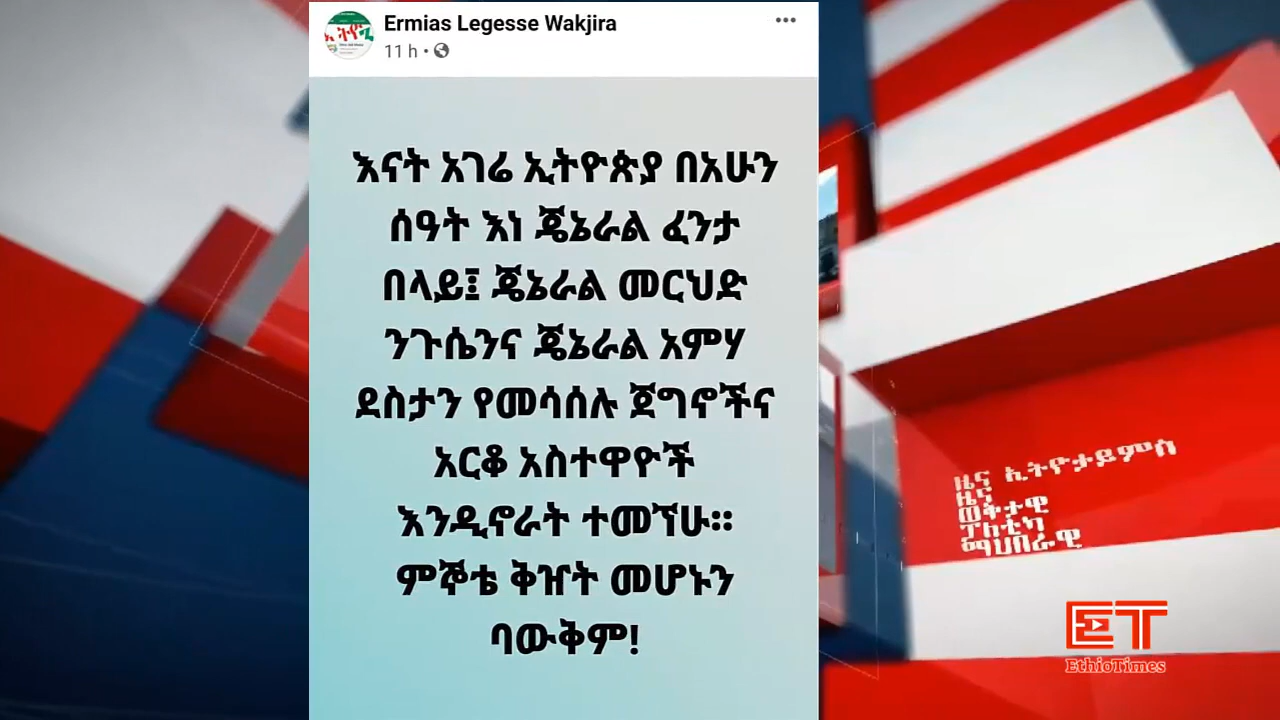 Ermias Legesse Wakjira
11 h
እናት አገሬ ኢትዮጵያ በአሁን
ሰዓት እነ ጄኔራል ፈንታ
በላይ፤ ጄኔራል መርህድ
ንጉሴንና ጄኔራል አምሃ
ደስታን የመሳሰሉ ጀግኖችና
አርቆ አስተዋዮች
እንዲኖራት ተመኘሁ።
ምኞቴ ቅዠት መሆኑን
ባውቅም!
ዜና ኢትዮታይምስ
ዜና
ወቅታዊ
ፓለቲካ
ማህበራዊ
ET
EthioTimes